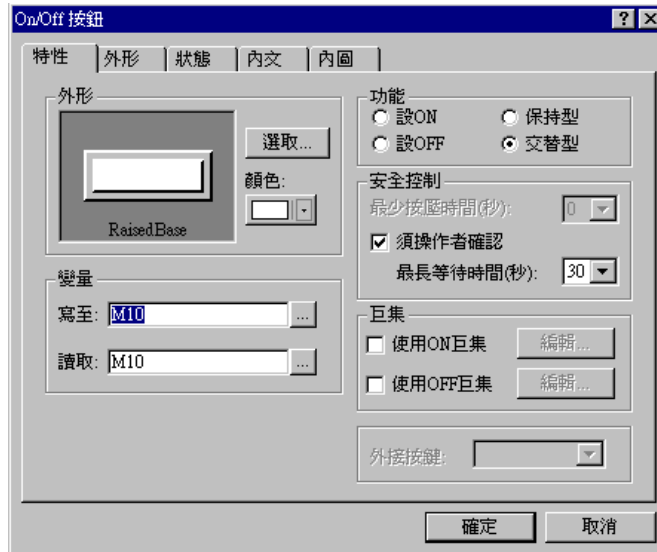 On/Off 按鈕
特性 外形 狀態 內文 內圖
外形
選取...
顏色:
RaisedBase
變量
寫至: M10 ...
讀取: M10 ...
功能
設ON 保持型
設OFF 交替型
安全控制
最少按壓時間(秒): 0
須操作者確認
最長等待時間(秒): 30
巨集
使用ON巨集 編輯...
使用OFF巨集 編輯...
外接按鍵:
確定 取消